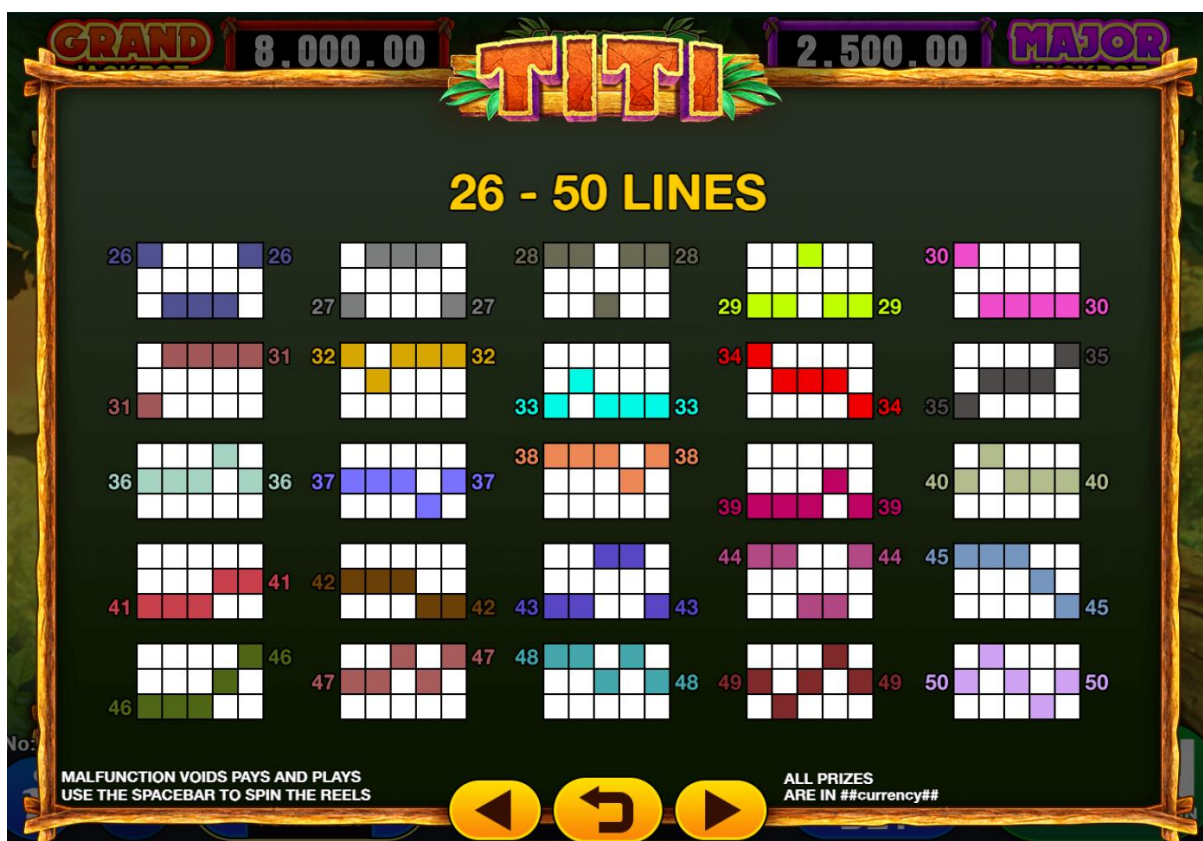 GRAND 8,000.00 TITI 2,500.00 MAJOR
JACKPOT JACKPOT
26 - 50 LINES
26 26 28 28 30
27 27 29 29 30
31 32 32 34 35
31 33 33 34 35
38 38
36 36 37 37 40 40
39 39
44 44 45
41 42
41 43 43 42 45
46 47 48
47 48 49 49 50 50
46
No:
MALFUNCTION VOIDS PAYS AND PLAYS
USE THE SPACEBAR TO SPIN THE REELS
ALL PRIZES
ARE IN ##currency##